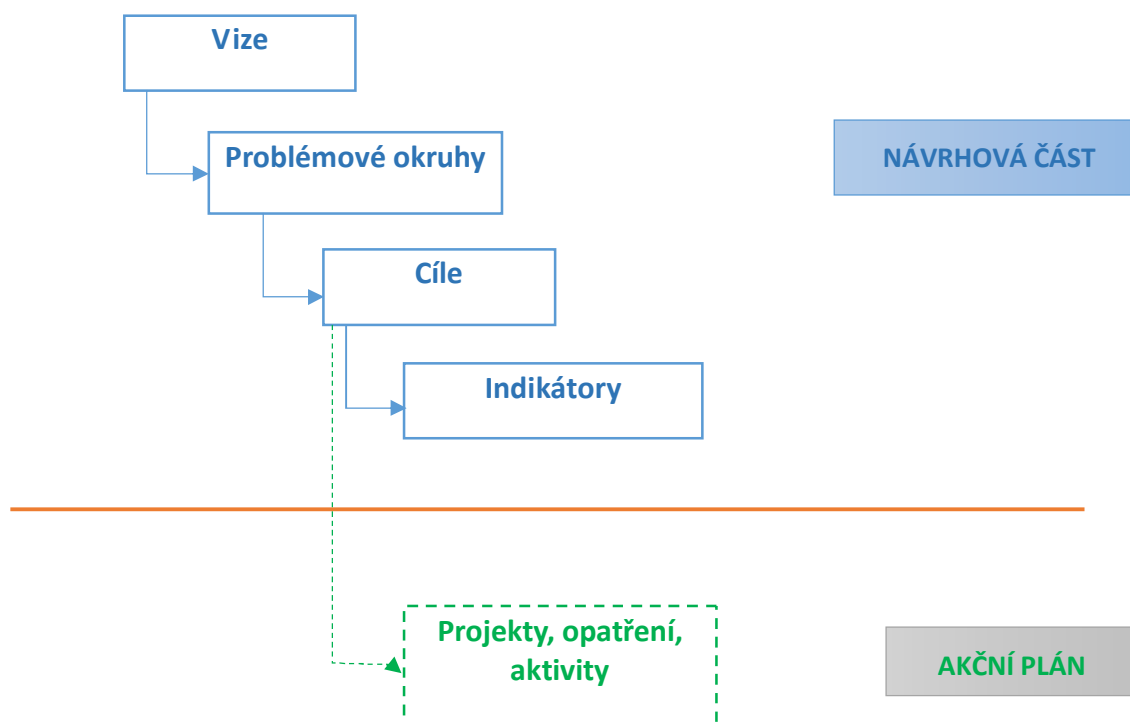 Vize
Problémové okruhy
NÁVRHOVÁ ČÁST
Cíle
Indikátory
Projekty, opatření,
aktivity
AKČNÍ PLÁN